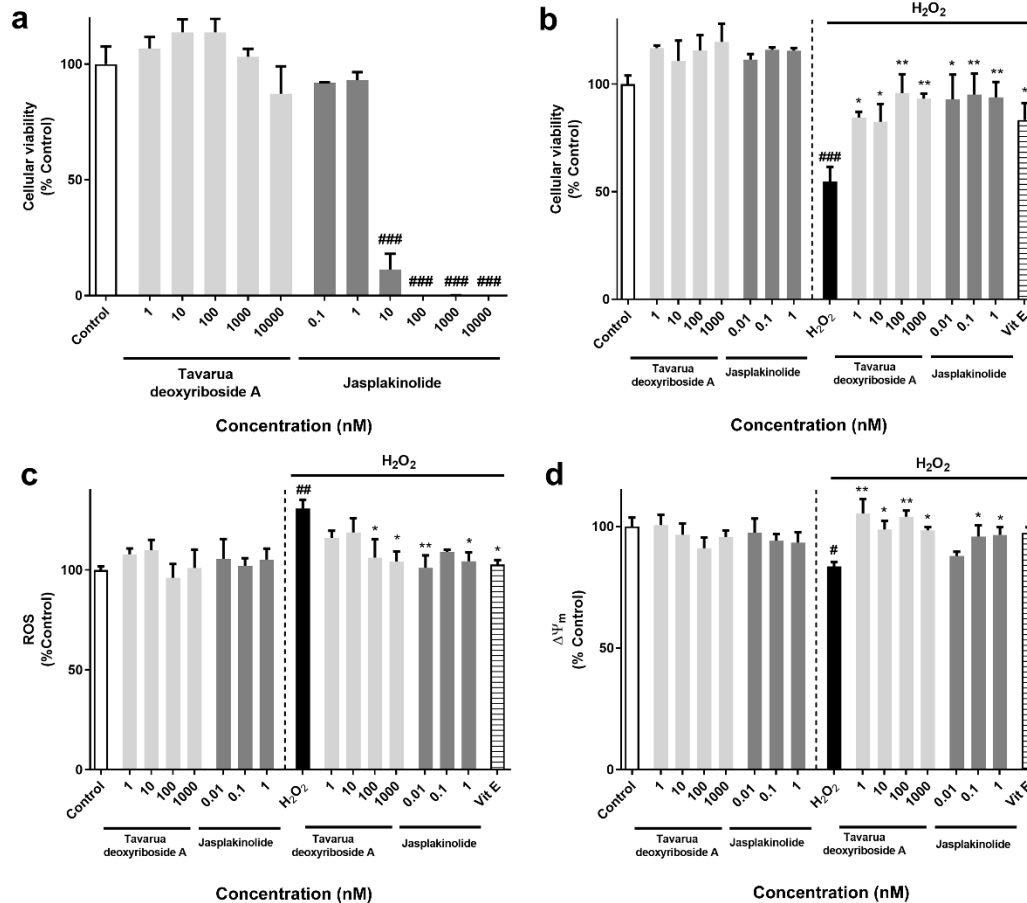 a
Cellular viability
(% Control)
100
50
0
###
###
###
###
Control
1
10
100
1000
10000
0.1
1
10
100
1000
10000
Tavarua
deoxyriboside A
Jasplakinolide
Concentration (nM)
b
H₂O₂
Cellular viability
(% Control)
100
50
0
###
*
*
**
**
*
**
**
*
Control
1
10
100
1000
0.01
0.1
1
H₂O₂
1
10
100
1000
0.01
0.1
1
Vit E
Tavarua
deoxyriboside A
Jasplakinolide
Tavarua
deoxyriboside A
Jasplakinolide
Concentration (nM)
c
H₂O₂
ROS
(%Control)
100
50
0
##
*
*
**
*
*
Control
1
10
100
1000
0.01
0.1
1
H₂O₂
1
10
100
1000
0.01
0.1
1
Vit E
Tavarua
deoxyriboside A
Jasplakinolide
Tavarua
deoxyriboside A
Jasplakinolide
Concentration (nM)
d
H₂O₂
ΔΨm
(% Control)
100
50
0
#
**
*
**
*
*
*
Control
1
10
100
1000
0.01
0.1
1
H₂O₂
1
10
100
1000
0.01
0.1
1
Vit E
Tavarua
deoxyriboside A
Jasplakinolide
Tavarua
deoxyriboside A
Jasplakinolide
Concentration (nM)